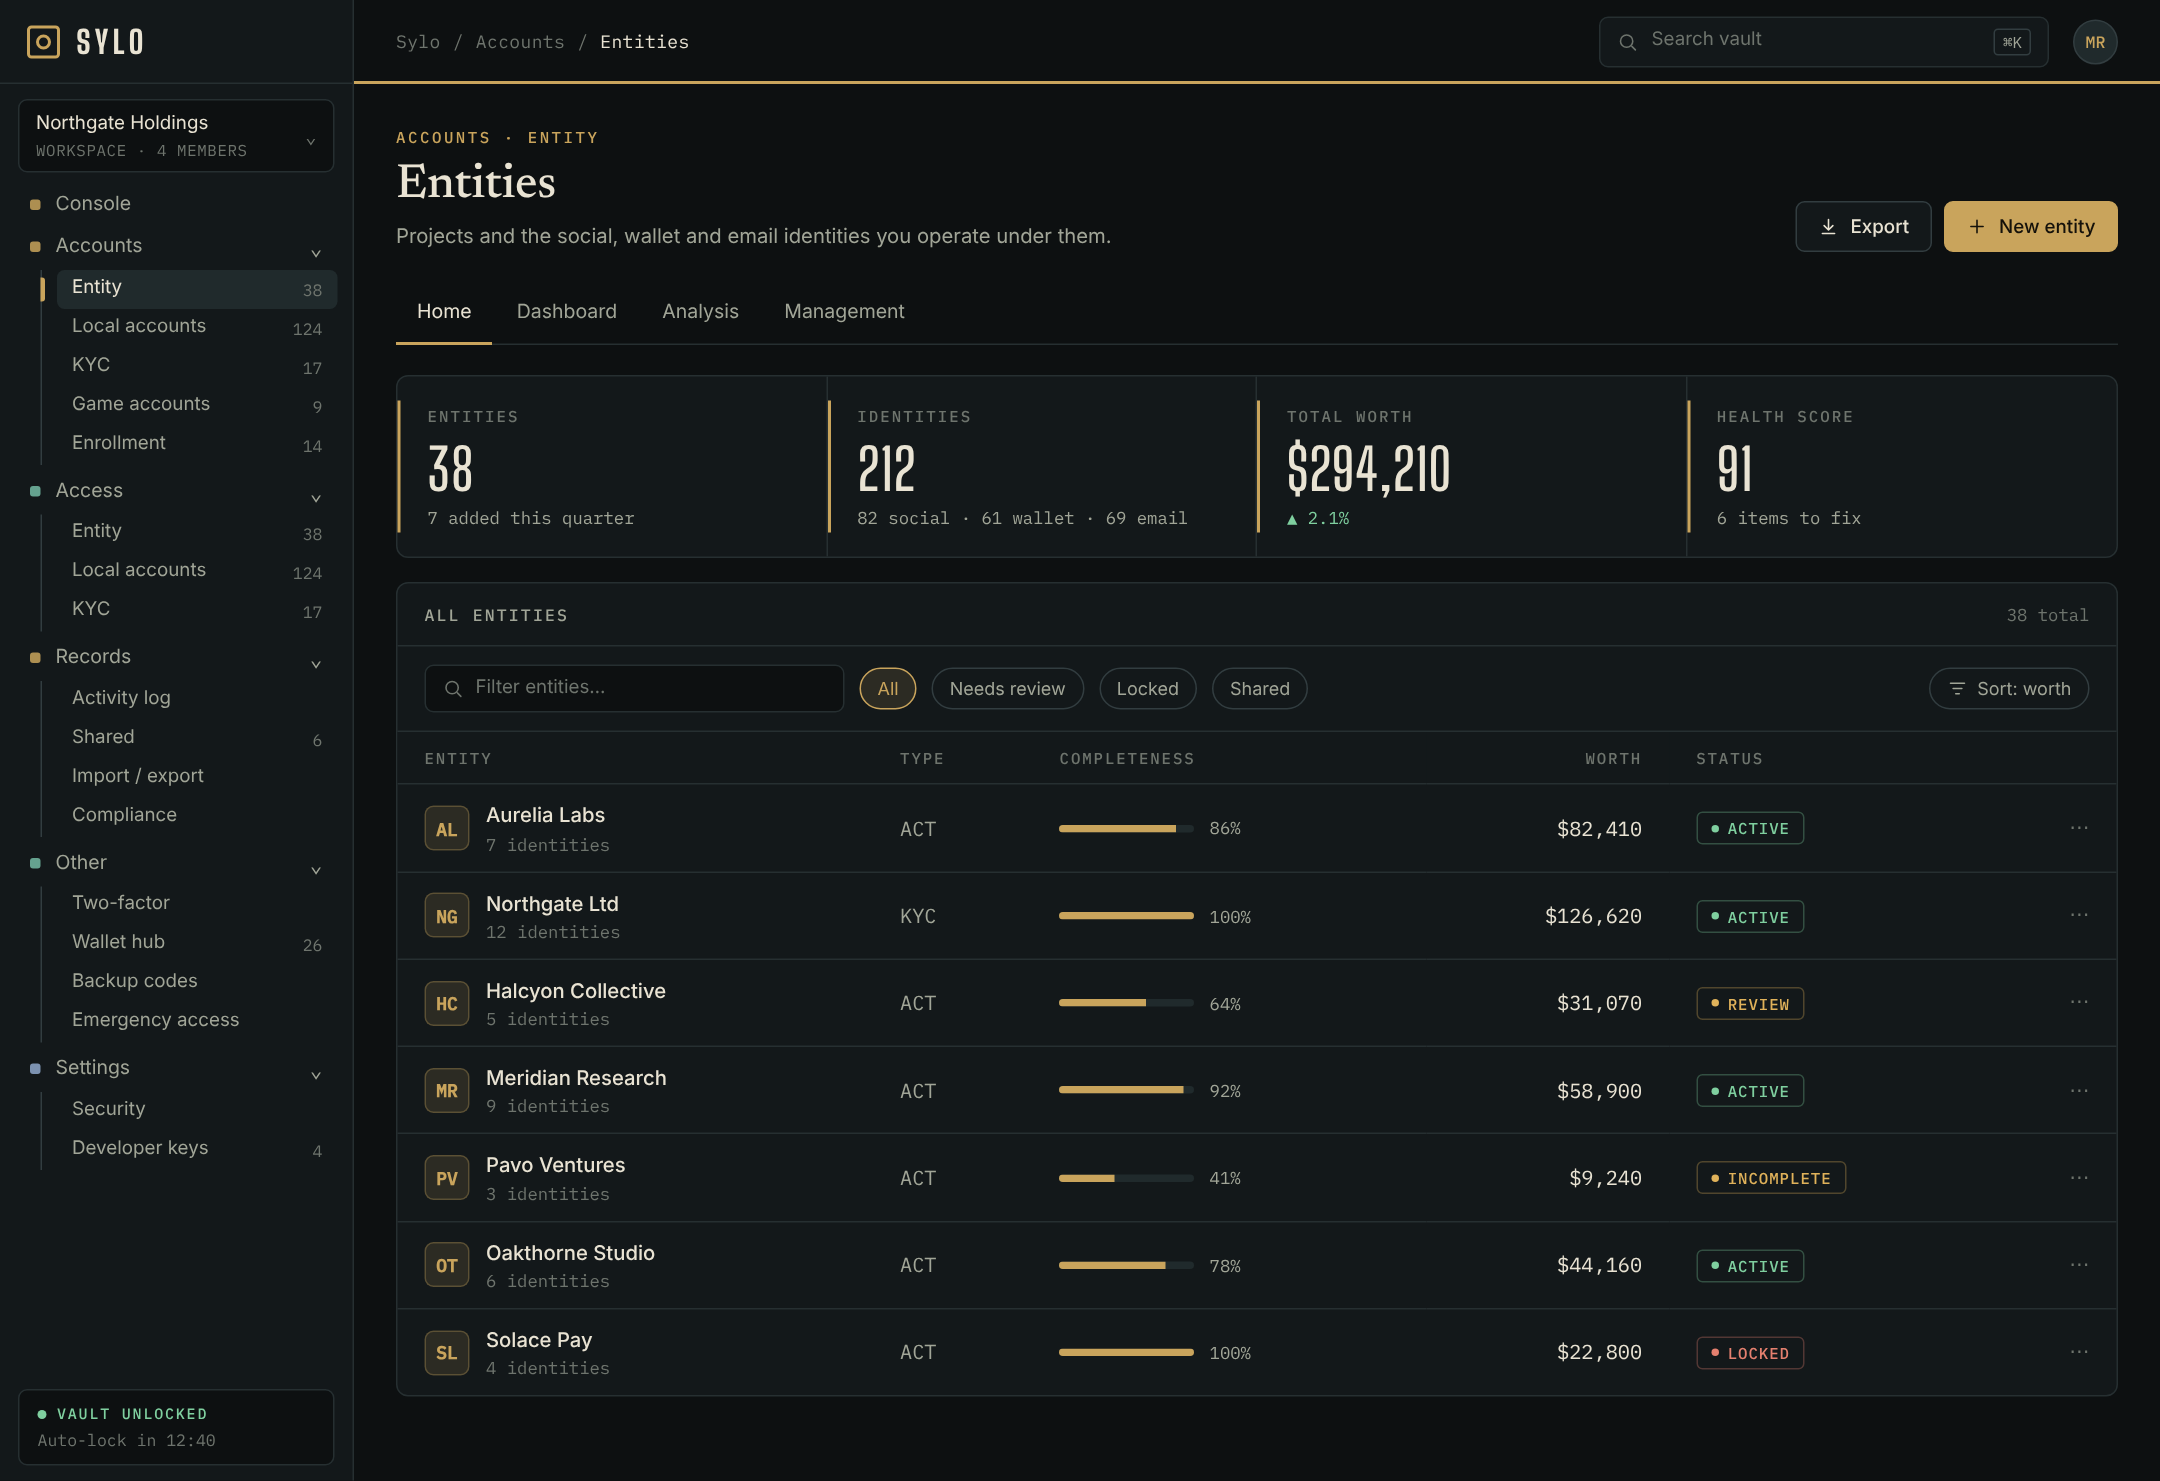 SYLO
Northgate Holdings
WORKSPACE · 4 MEMBERS
Console
Accounts
Entity 38
Local accounts 124
KYC 17
Game accounts 9
Enrollment 14
Access
Entity 38
Local accounts 124
KYC 17
Records
Activity log
Shared 6
Import / export
Compliance
Other
Two-factor
Wallet hub 26
Backup codes
Emergency access
Settings
Security
Developer keys 4
VAULT UNLOCKED
Auto-lock in 12:40
Sylo / Accounts / Entities
Search vault ⌘K
MR
ACCOUNTS · ENTITY
Entities
Projects and the social, wallet and email identities you operate under them.
Export
+ New entity
Home Dashboard Analysis Management
ENTITIES
38
7 added this quarter
IDENTITIES
212
82 social · 61 wallet · 69 email
TOTAL WORTH
$294,210
▲ 2.1%
HEALTH SCORE
91
6 items to fix
ALL ENTITIES 38 total
Filter entities... All Needs review Locked Shared Sort: worth
ENTITY TYPE COMPLETENESS WORTH STATUS
AL Aurelia Labs ACT 86% $82,410 ACTIVE ...
7 identities
NG Northgate Ltd KYC 100% $126,620 ACTIVE ...
12 identities
HC Halcyon Collective ACT 64% $31,070 REVIEW ...
5 identities
MR Meridian Research ACT 92% $58,900 ACTIVE ...
9 identities
PV Pavo Ventures ACT 41% $9,240 INCOMPLETE ...
3 identities
OT Oakthorne Studio ACT 78% $44,160 ACTIVE ...
6 identities
SL Solace Pay ACT 100% $22,800 LOCKED ...
4 identities